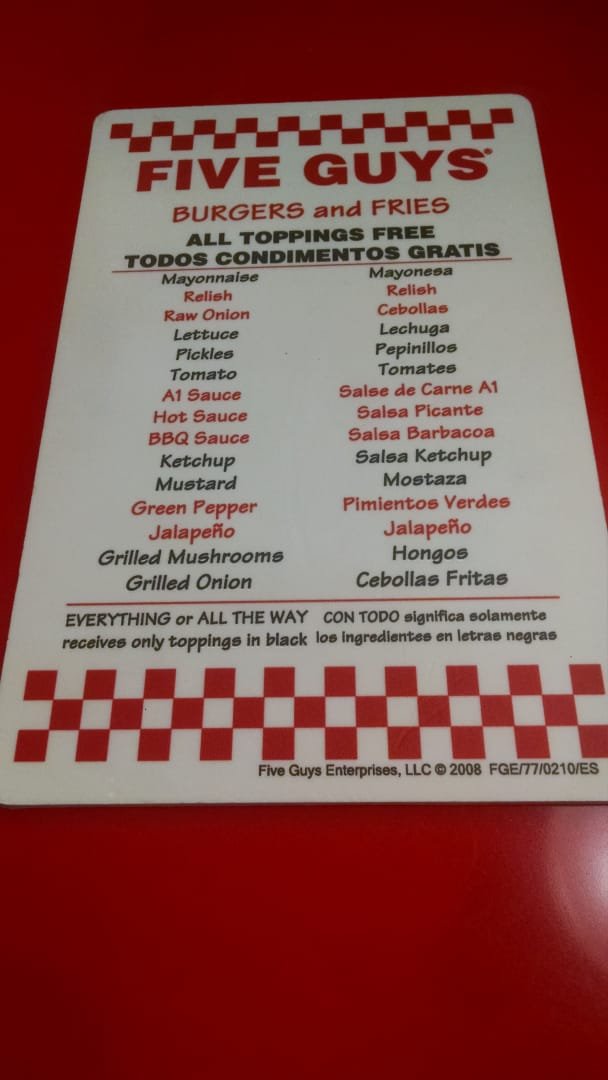 FIVE GUYS®
BURGERS and FRIES
ALL TOPPINGS FREE
TODOS CONDIMENTOS GRATIS
Mayonnaise Mayonesa
Relish Relish
Raw Onion Cebollas
Lettuce Lechuga
Pickles Pepinillos
Tomato Tomates
A1 Sauce Salse de Carne A1
Hot Sauce Salsa Picante
BBQ Sauce Salsa Barbacoa
Ketchup Salsa Ketchup
Mustard Mostaza
Green Pepper Pimientos Verdes
Jalapeño Jalapeño
Grilled Mushrooms Hongos
Grilled Onion Cebollas Fritas
EVERYTHING or ALL THE WAY CON TODO significa solamente
receives only toppings in black los ingredientes en letras negras
Five Guys Enterprises, LLC © 2008 FGE/77/0210/ES